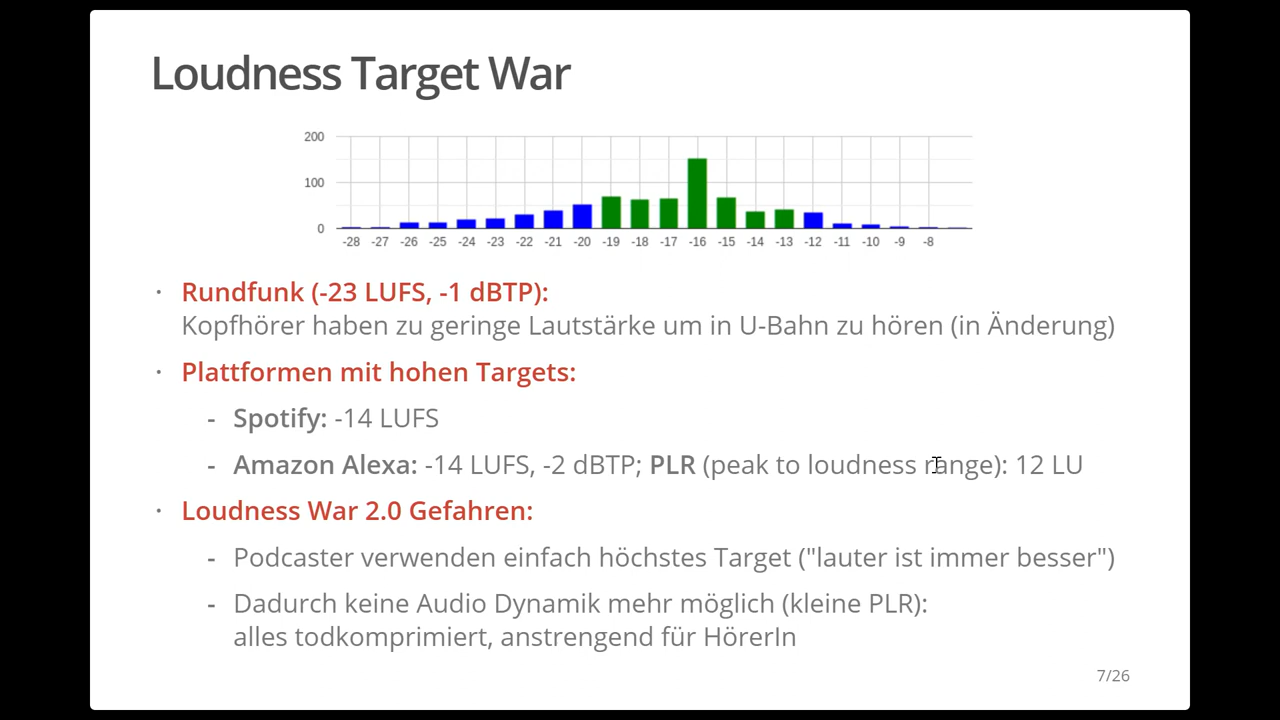 Loudness Target War
200
100
0
-28 -27 -26 -25 -24 -23 -22 -21 -20 -19 -18 -17 -16 -15 -14 -13 -12 -11 -10 -9 -8
· Rundfunk (-23 LUFS, -1 dBTP):
Kopfhörer haben zu geringe Lautstärke um in U-Bahn zu hören (in Änderung)
· Plattformen mit hohen Targets:
- Spotify: -14 LUFS
- Amazon Alexa: -14 LUFS, -2 dBTP; PLR (peak to loudness range): 12 LU
· Loudness War 2.0 Gefahren:
- Podcaster verwenden einfach höchstes Target ("lauter ist immer besser")
- Dadurch keine Audio Dynamik mehr möglich (kleine PLR):
alles todkomprimiert, anstrengend für HörerIn
7/26